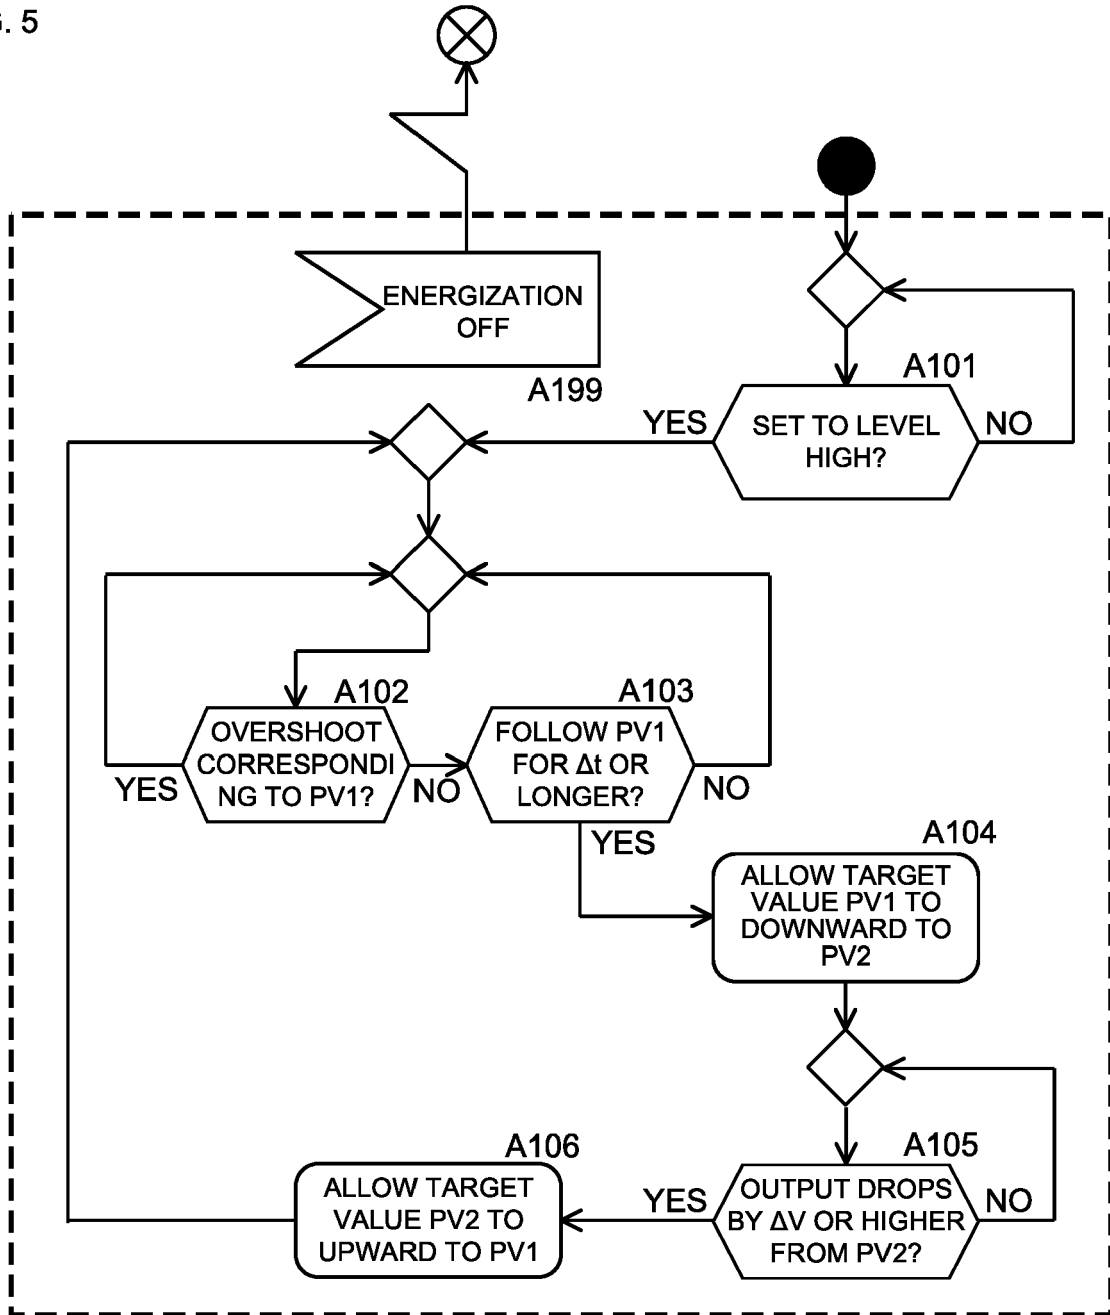 . 5
ENERGIZATION
OFF
A199
A101
YES
SET TO LEVEL
HIGH?
NO
A102
OVERSHOOT
CORRESPONDI
NG TO PV1?
YES
NO
A103
FOLLOW PV1
FOR Δt OR
LONGER?
NO
YES
A104
ALLOW TARGET
VALUE PV1 TO
DOWNWARD TO
PV2
A105
OUTPUT DROPS
BY ΔV OR HIGHER
FROM PV2?
YES
NO
A106
ALLOW TARGET
VALUE PV2 TO
UPWARD TO PV1